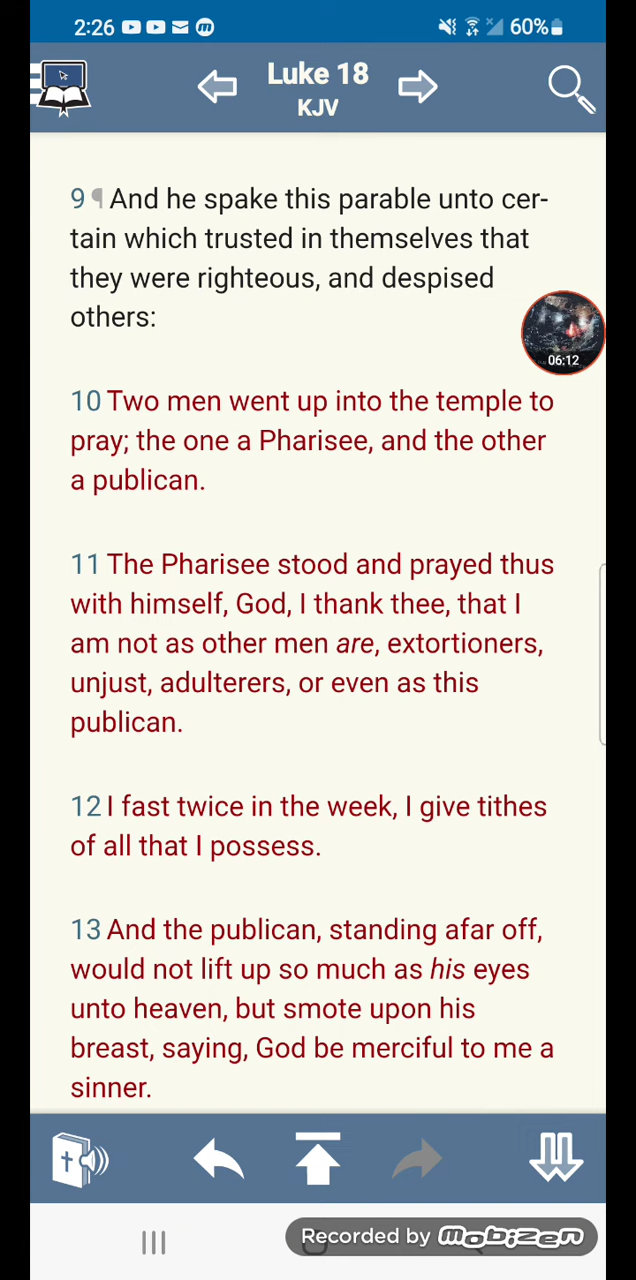 2:26
60%
Luke 18
KJV
9 ¶ And he spake this parable unto cer-
tain which trusted in themselves that
they were righteous, and despised
others:
06:12
10 Two men went up into the temple to
pray; the one a Pharisee, and the other
a publican.
11 The Pharisee stood and prayed thus
with himself, God, I thank thee, that I
am not as other men are, extortioners,
unjust, adulterers, or even as this
publican.
12 I fast twice in the week, I give tithes
of all that I possess.
13 And the publican, standing afar off,
would not lift up so much as his eyes
unto heaven, but smote upon his
breast, saying, God be merciful to me a
sinner.
Recorded by mobizen